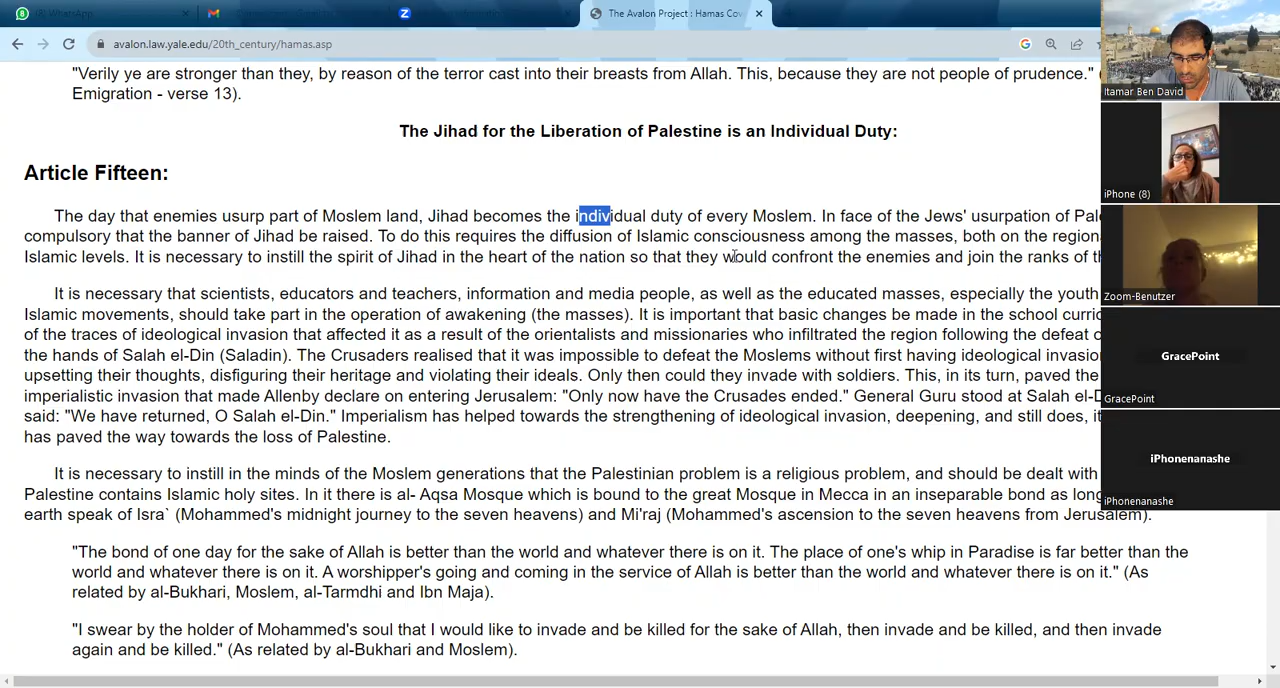 (8) WhatsApp
The Avalon Project : Hamas Cov
avalon.law.yale.edu/20th_century/hamas.asp
"Verily ye are stronger than they, by reason of the terror cast into their breasts from Allah. This, because they are not people of prudence." (
Emigration - verse 13).
The Jihad for the Liberation of Palestine is an Individual Duty:
Article Fifteen:
The day that enemies usurp part of Moslem land, Jihad becomes the individual duty of every Moslem. In face of the Jews' usurpation of Pal
compulsory that the banner of Jihad be raised. To do this requires the diffusion of Islamic consciousness among the masses, both on the region
Islamic levels. It is necessary to instill the spirit of Jihad in the heart of the nation so that they would confront the enemies and join the ranks of
It is necessary that scientists, educators and teachers, information and media people, as well as the educated masses, especially the youth
Islamic movements, should take part in the operation of awakening (the masses). It is important that basic changes be made in the school curric
of the traces of ideological invasion that affected it as a result of the orientalists and missionaries who infiltrated the region following the defeat o
the hands of Salah el-Din (Saladin). The Crusaders realised that it was impossible to defeat the Moslems without first having ideological invasio
upsetting their thoughts, disfiguring their heritage and violating their ideals. Only then could they invade with soldiers. This, in its turn, paved the
imperialistic invasion that made Allenby declare on entering Jerusalem: "Only now have the Crusades ended." General Guru stood at Salah el-D
said: "We have returned, O Salah el-Din." Imperialism has helped towards the strengthening of ideological invasion, deepening, and still does, it
has paved the way towards the loss of Palestine.
It is necessary to instill in the minds of the Moslem generations that the Palestinian problem is a religious problem, and should be dealt with
Palestine contains Islamic holy sites. In it there is al- Aqsa Mosque which is bound to the great Mosque in Mecca in an inseparable bond as long
earth speak of Isra` (Mohammed's midnight journey to the seven heavens) and Mi'raj (Mohammed's ascension to the seven heavens from Jerusalem).
"The bond of one day for the sake of Allah is better than the world and whatever there is on it. The place of one's whip in Paradise is far better than the
world and whatever there is on it. A worshipper's going and coming in the service of Allah is better than the world and whatever there is on it." (As
related by al-Bukhari, Moslem, al-Tarmdhi and Ibn Maja).
"I swear by the holder of Mohammed's soul that I would like to invade and be killed for the sake of Allah, then invade and be killed, and then invade
again and be killed." (As related by al-Bukhari and Moslem).
Itamar Ben David
iPhone (8)
Zoom-Benutzer
GracePoint
GracePoint
iPhonenanashe
iPhonenanashe